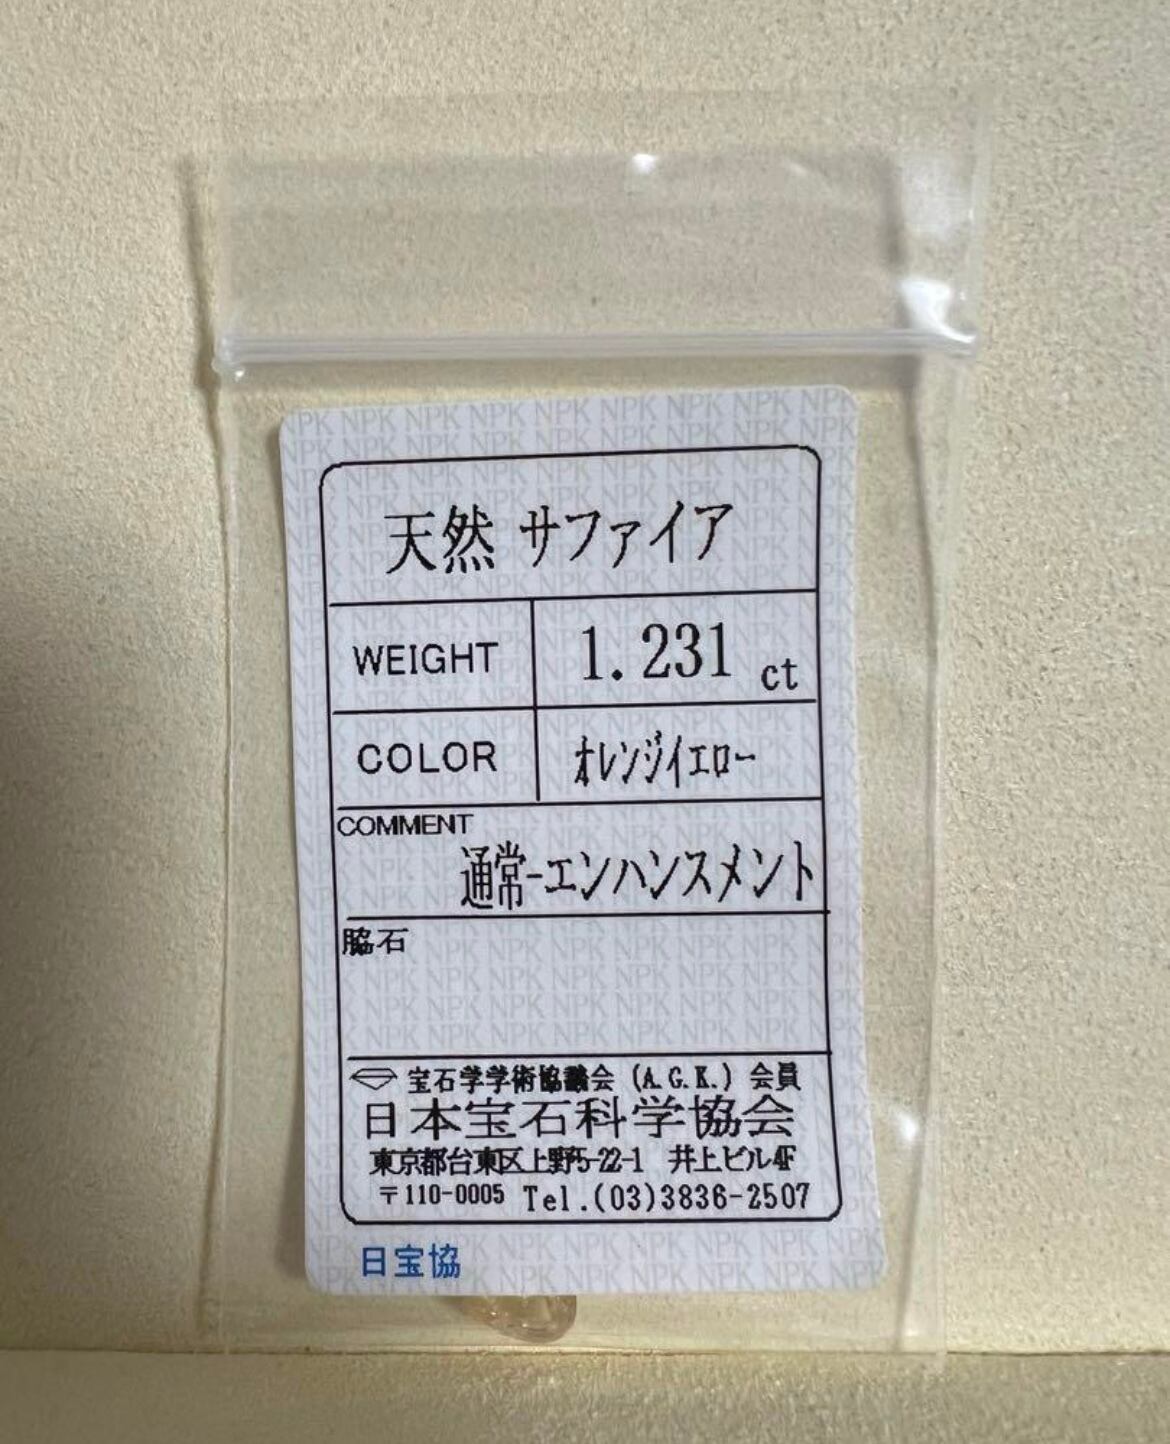 天然 サファイア
WEIGHT 1.231 ct
COLOR オレンジイエロー
COMMENT
通常-エンハンスメント
脇石
宝石学学術協議会 (A.G.K.) 会員
日本宝石科学協会
東京都台東区上野5-22-1 井上ビル4F
〒110-0005 Tel.(03)3836-2507
日宝協
NPK